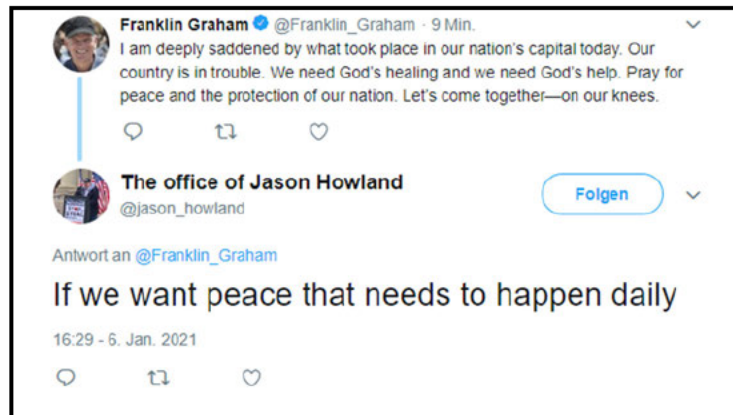 Franklin Graham @Franklin_Graham · 9 Min.
I am deeply saddened by what took place in our nation's capital today. Our
country is in trouble. We need God's healing and we need God's help. Pray for
peace and the protection of our nation. Let's come together—on our knees.
The office of Jason Howland
@jason_howland
Folgen
Antwort an @Franklin_Graham
If we want peace that needs to happen daily
16:29 - 6. Jan. 2021